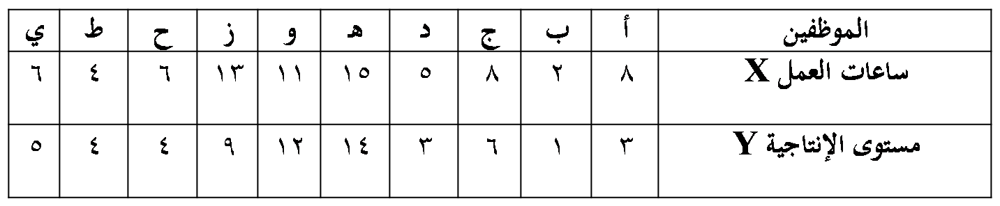 الموظفين أ ب ج د ه و ز ح ط ي
ساعات العمل X ٨ ٢ ٨ ٥ ١٥ ١١ ١٣ ٦ ٤ ٦
مستوى الإنتاجية Y ٣ ١ ٦ ٣ ١٤ ١٢ ٩ ٤ ٤ ٥